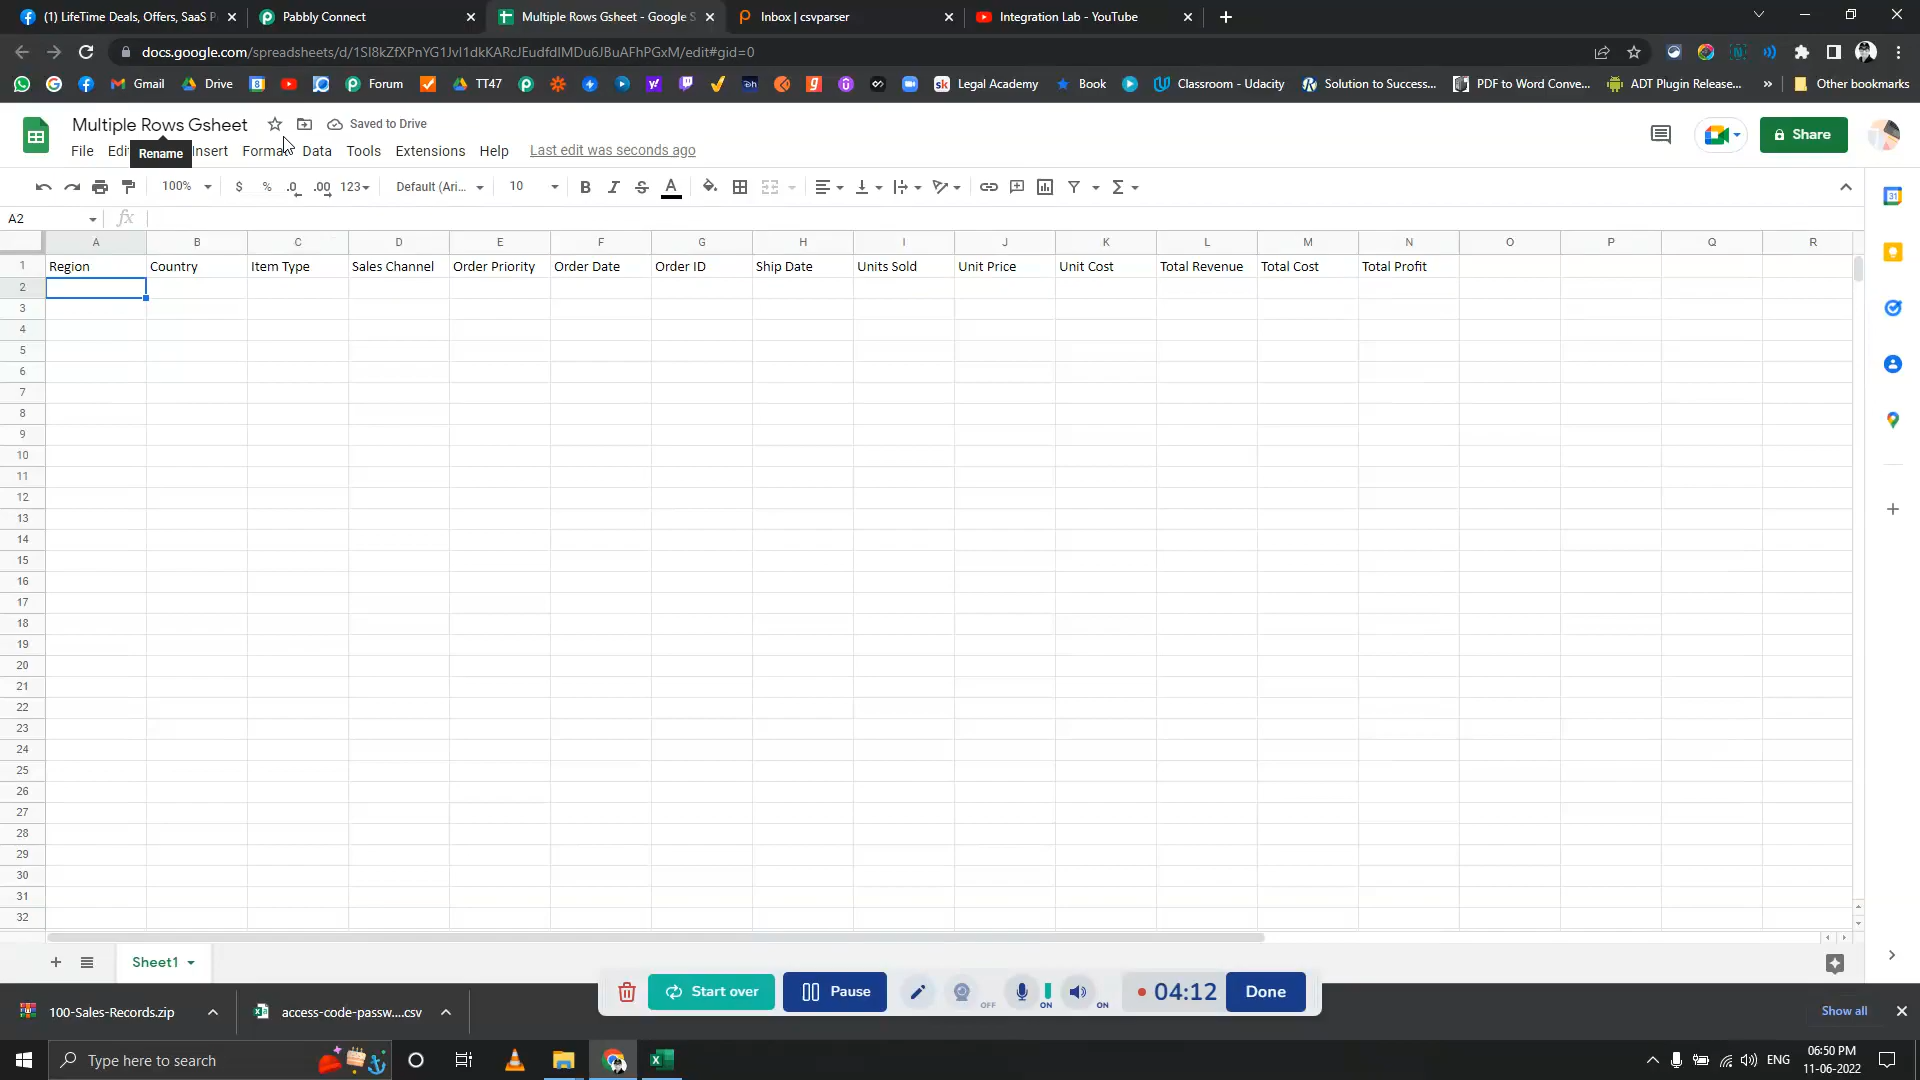 (1) LifeTime Deals, Offers, SaaS P
Pabbly Connect
Multiple Rows Gsheet - Google S
Inbox | csvparser
Integration Lab - YouTube
docs.google.com/spreadsheets/d/1SI8kZfXPnYG1JvI1dkKARcJEudfdIMDu6JBuAFhPGxM/edit#gid=0
Gmail
Drive
Forum
TT47
Legal Academy
Book
Classroom - Udacity
Solution to Success...
PDF to Word Conve...
ADT Plugin Release...
»
Other bookmarks
Multiple Rows Gsheet
Saved to Drive
Share
File Edi Insert Format Data Tools Extensions Help Last edit was seconds ago
Rename
100% $ % .0 .00 123 Default (Ari... 10 B I S A
A2 fx
A B C D E F G H I J K L M N O P Q R
1 Region Country Item Type Sales Channel Order Priority Order Date Order ID Ship Date Units Sold Unit Price Unit Cost Total Revenue Total Cost Total Profit
2
3
4
5
6
7
8
9
10
11
12
13
14
15
16
17
18
19
20
21
22
23
24
25
26
27
28
29
30
31
32
Sheet1
Start over
Pause
OFF
ON
ON
04:12
Done
100-Sales-Records.zip
access-code-passw....csv
Show all
Type here to search
ENG
06:50 PM
11-06-2022